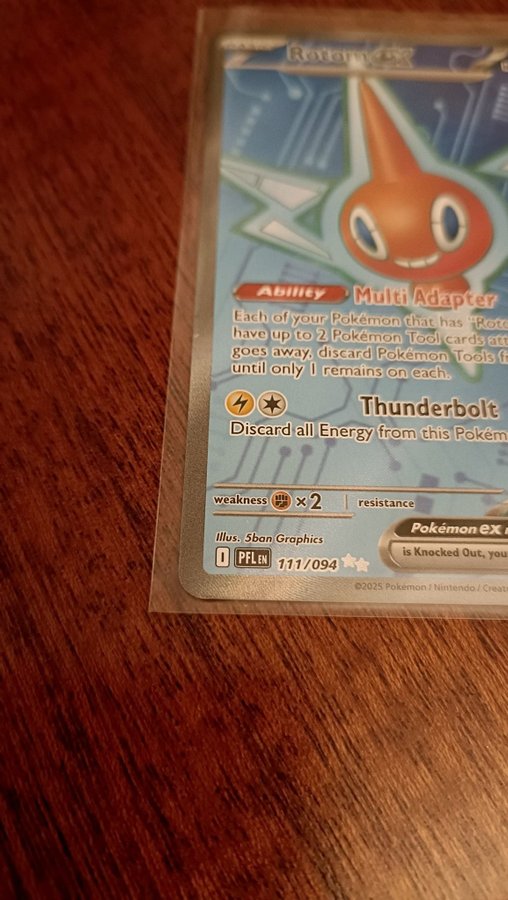 Rotom ex
Ability Multi Adapter
Each of your Pokémon that has "Roto
have up to 2 Pokémon Tool cards att
goes away, discard Pokémon Tools f
until only 1 remains on each.
Thunderbolt
Discard all Energy from this Pokém
weakness ×2 resistance
Illus. 5ban Graphics
Pokémon ex
I PFL EN 111/094
is Knocked Out, you
©2025 Pokémon / Nintendo / Creat